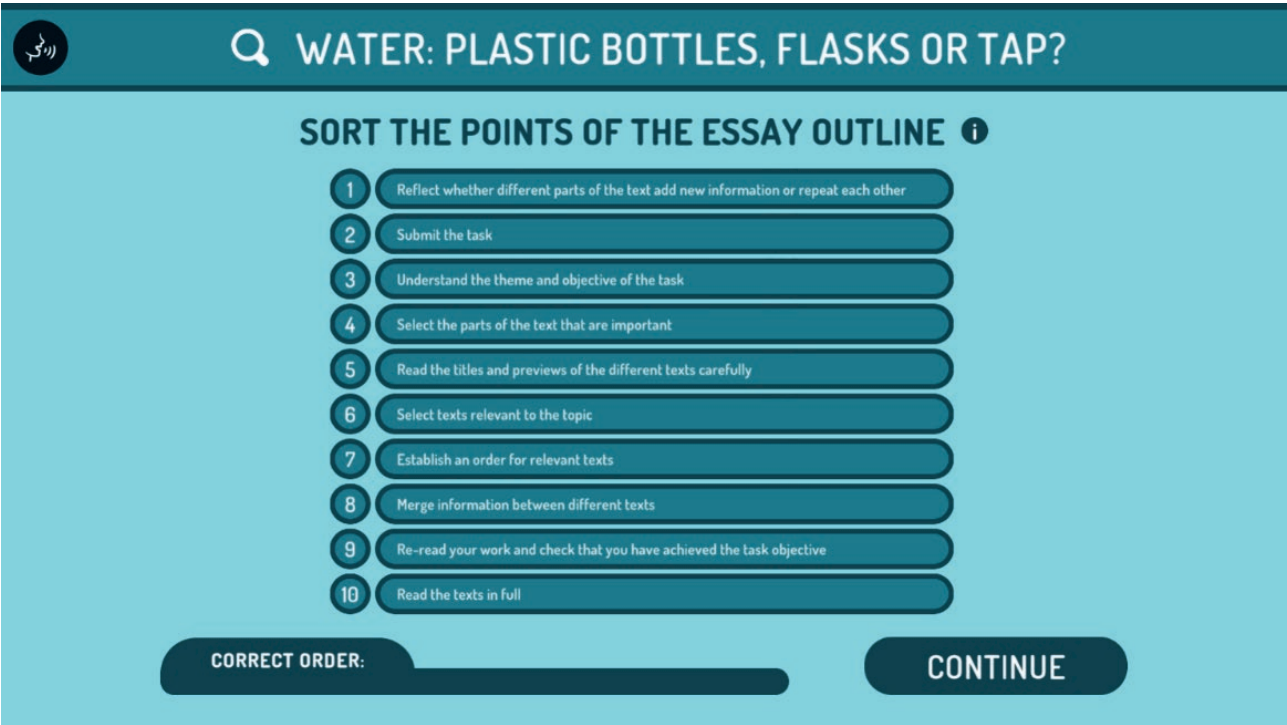 WATER: PLASTIC BOTTLES, FLASKS OR TAP?
SORT THE POINTS OF THE ESSAY OUTLINE i
1 Reflect whether different parts of the text add new information or repeat each other
2 Submit the task
3 Understand the theme and objective of the task
4 Select the parts of the text that are important
5 Read the titles and previews of the different texts carefully
6 Select texts relevant to the topic
7 Establish an order for relevant texts
8 Merge information between different texts
9 Re-read your work and check that you have achieved the task objective
10 Read the texts in full
CORRECT ORDER:
CONTINUE